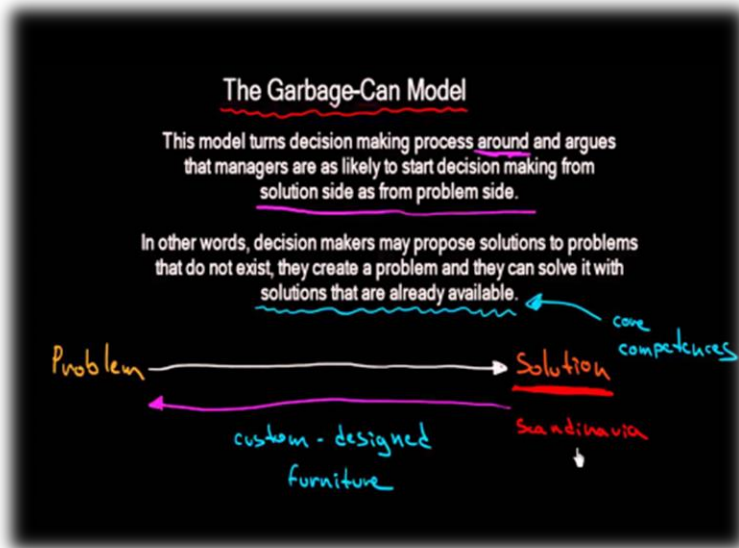 The Garbage-Can Model
This model turns decision making process around and argues
that managers are as likely to start decision making from
solution side as from problem side.
In other words, decision makers may propose solutions to problems
that do not exist, they create a problem and they can solve it with
solutions that are already available.
core
competences
Problem
Solution
custom-designed
furniture
Scandinavia